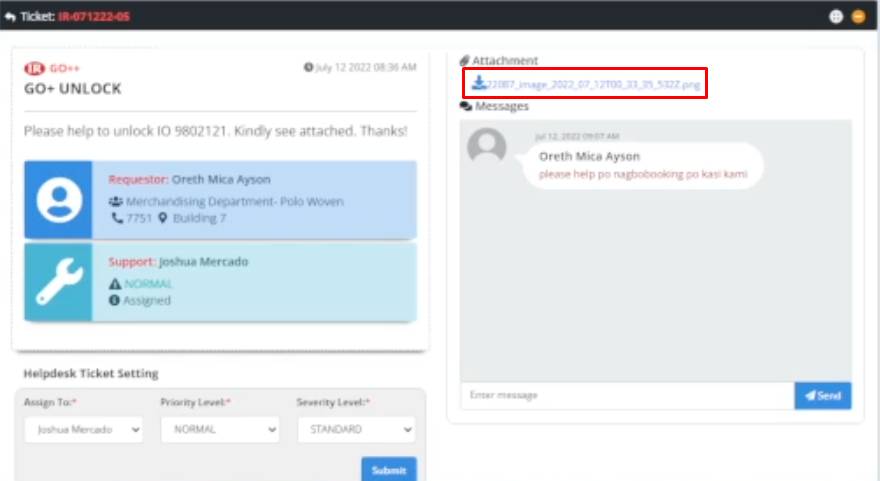 Ticket: IR-071222-05
IR GO++
July 12 2022 08:36 AM
GO+ UNLOCK
Please help to unlock IO 9802121. Kindly see attached. Thanks!
Requestor: Oreth Mica Ayson
Merchandising Department- Polo Woven
7751 Building 7
Support: Joshua Mercado
NORMAL
Assigned
Helpdesk Ticket Setting
Assign To:*
Priority Level:*
Severity Level:*
Joshua Mercado
NORMAL
STANDARD
Submit
Attachment
22087_image_2022_07_12T00_33_35_532Z.png
Messages
Jul 12, 2022 09:07 AM
Oreth Mica Ayson
please help po nagbobooking po kasi kami
Enter message
Send